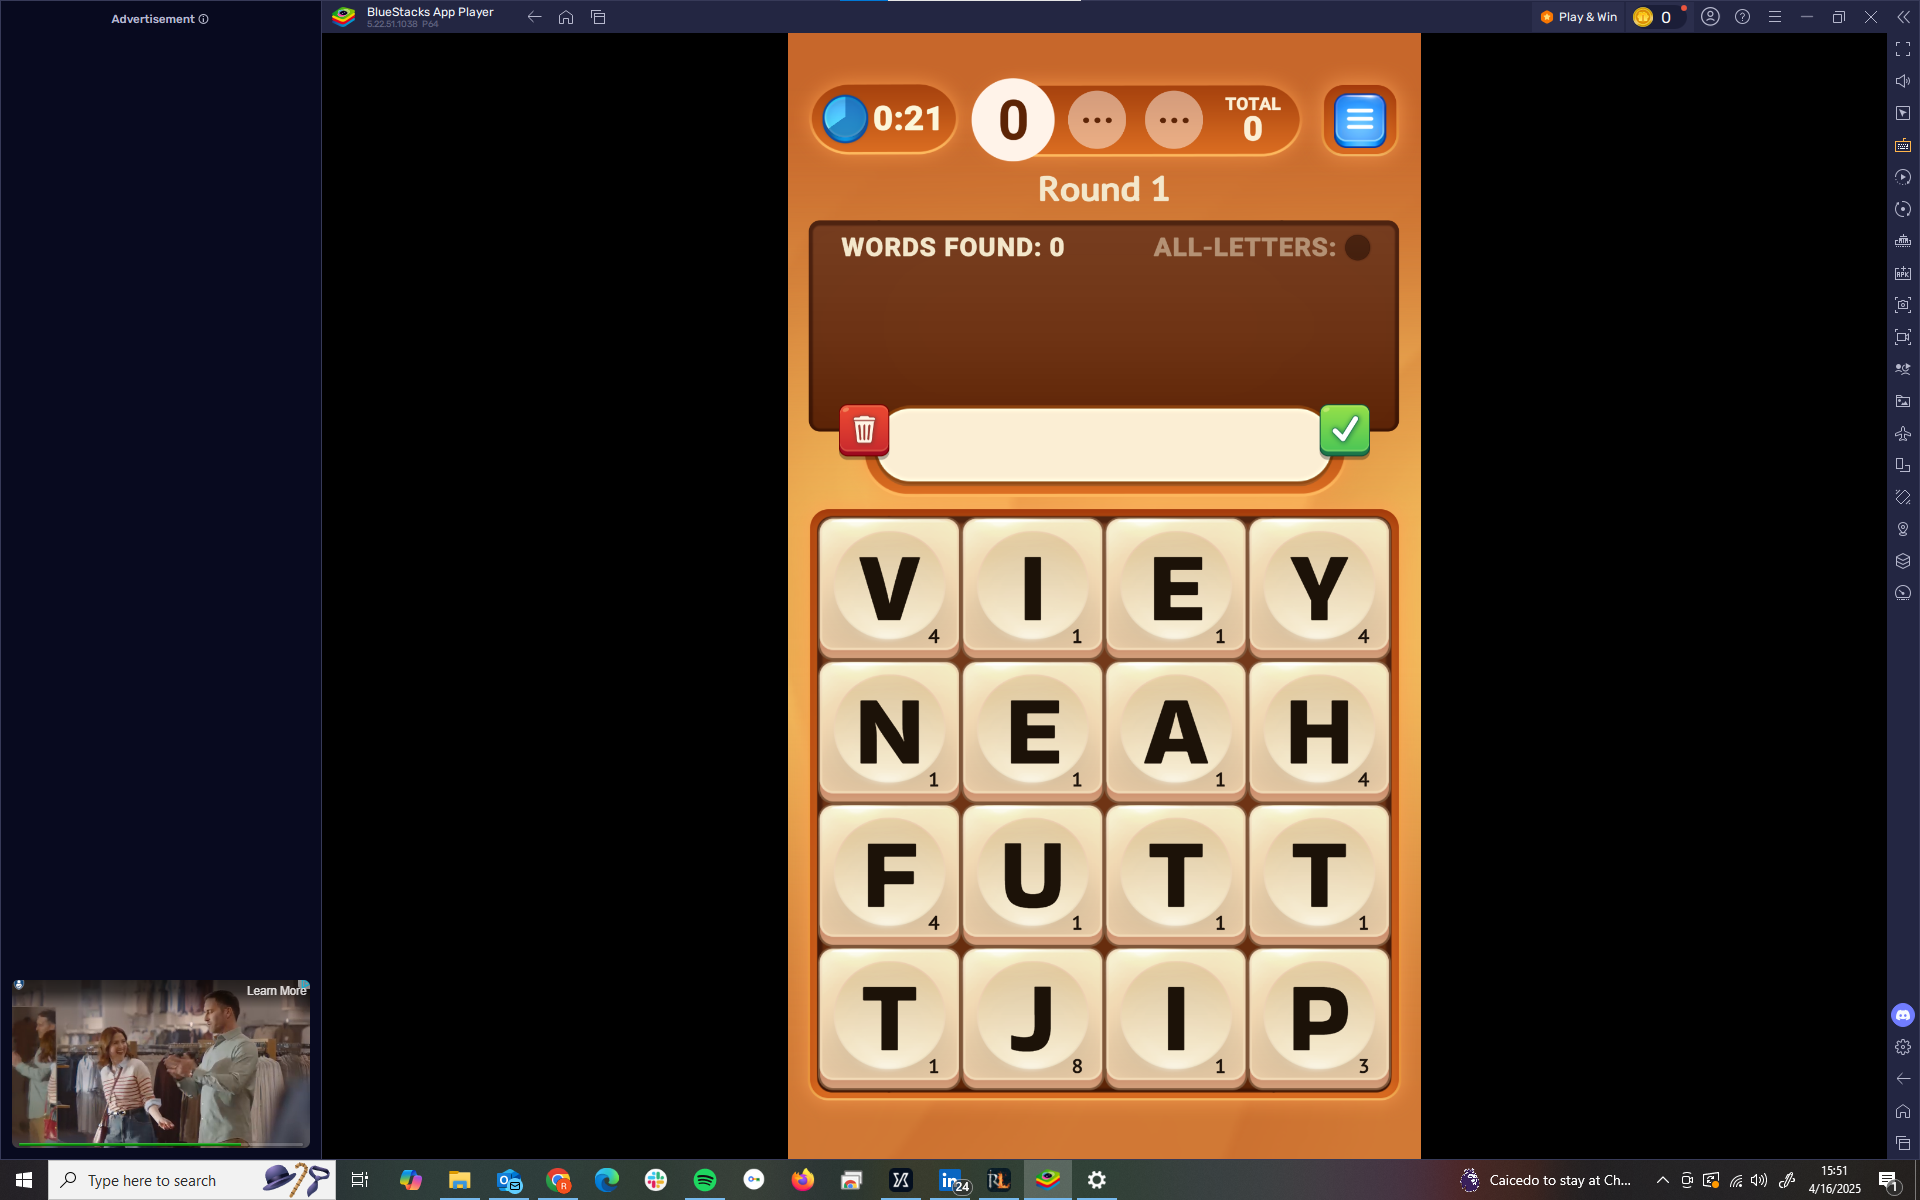 Advertisement
BlueStacks App Player
5.22.51.1038 P64
Play & Win
0
0:21
0
...
...
TOTAL
0
Round 1
WORDS FOUND: 0
ALL-LETTERS:
V 4
I 1
E 1
Y 4
N 1
E 1
A 1
H 4
F 4
U 1
T 1
T 1
T 1
J 8
I 1
P 3
Learn More
Type here to search
24
Caicedo to stay at Ch...
15:51
4/16/2025
1